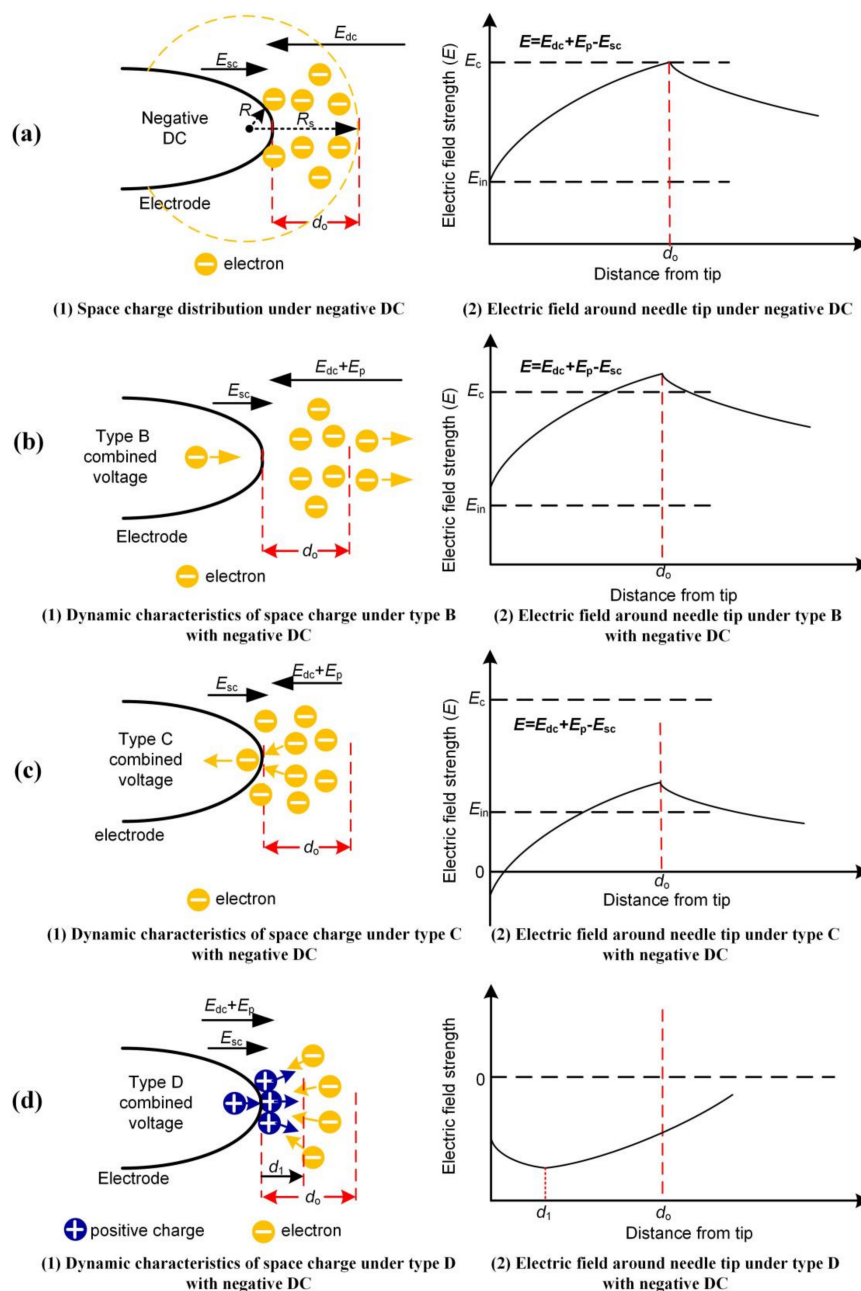 E_dc
E_sc
R
R_s
Negative
DC
(a)
Electrode
d_o
electron
(1) Space charge distribution under negative DC
Electric field strength (E)
E=E_dc+E_p-E_sc
E_c
E_in
d_o
Distance from tip
(2) Electric field around needle tip under negative DC
E_dc+E_p
E_sc
(b)
Type B
combined
voltage
Electrode
d_o
electron
(1) Dynamic characteristics of space charge under type B
with negative DC
Electric field strength (E)
E=E_dc+E_p-E_sc
E_c
E_in
d_o
Distance from tip
(2) Electric field around needle tip under type B
with negative DC
E_dc+E_p
E_sc
(c)
Type C
combined
voltage
electrode
d_o
electron
(1) Dynamic characteristics of space charge under type C
with negative DC
Electric field strength (E)
E_c
E=E_dc+E_p-E_sc
E_in
0
d_o
Distance from tip
(2) Electric field around needle tip under type C
with negative DC
E_dc+E_p
E_sc
(d)
Type D
combined
voltage
Electrode
d_1
d_o
positive charge
electron
(1) Dynamic characteristics of space charge under type D
with negative DC
Electric field strength
0
d_1
d_o
Distance from tip
(2) Electric field around needle tip under type D
with negative DC